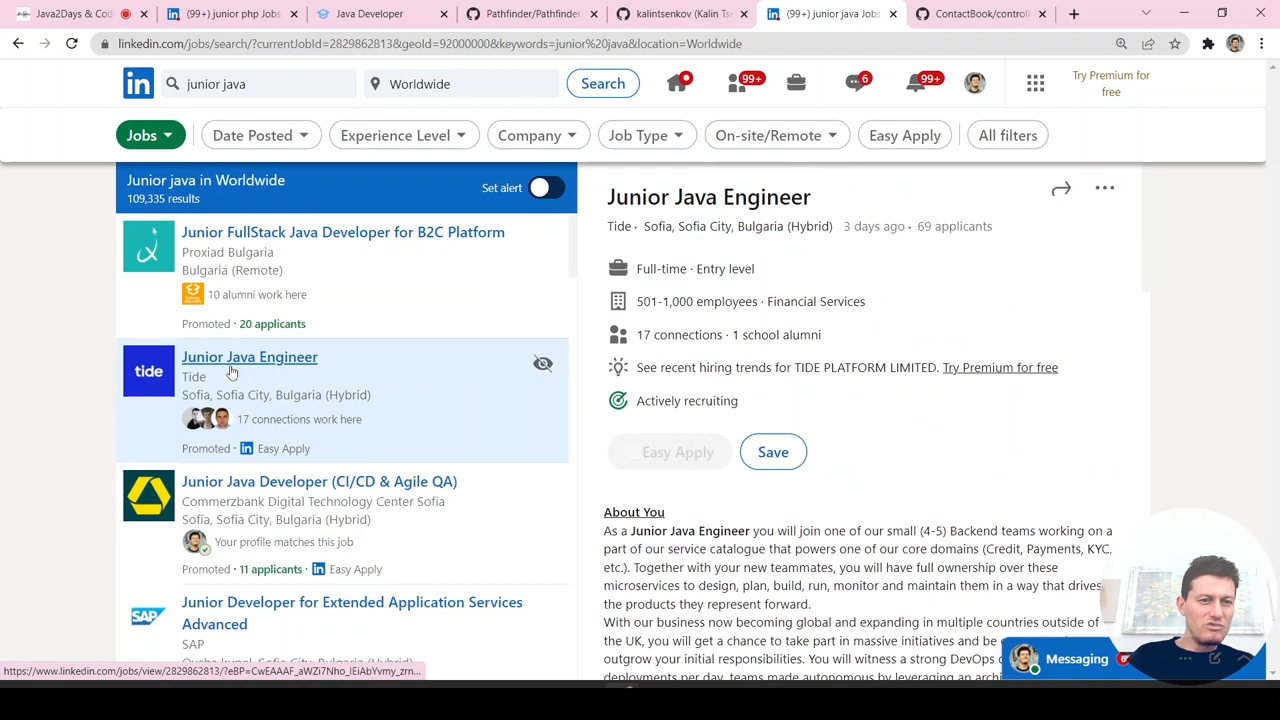 Java2Days & Cod
(99+) junior php Jobs
Java Developer
Pathfinder/Pathfinder
kalintsenkov (Kalin Tse
(99+) junior java Jobs
ContactBook/control
linkedin.com/jobs/search/?currentJobId=2829862813&geoId=92000000&keywords=junior%20java&location=Worldwide
in
junior java
Worldwide
Search
99+
6
99+
Try Premium for
free
Jobs
Date Posted
Experience Level
Company
Job Type
On-site/Remote
Easy Apply
All filters
Junior java in Worldwide
109,335 results
Set alert
Junior FullStack Java Developer for B2C Platform
Proxiad Bulgaria
Bulgaria (Remote)
10 alumni work here
Promoted · 20 applicants
tide
Junior Java Engineer
Tide
Sofia, Sofia City, Bulgaria (Hybrid)
17 connections work here
Promoted · in Easy Apply
Junior Java Developer (CI/CD & Agile QA)
Commerzbank Digital Technology Center Sofia
Sofia, Sofia City, Bulgaria (Hybrid)
Your profile matches this job
Promoted · 11 applicants · in Easy Apply
SAP
Junior Developer for Extended Application Services
Advanced
SAP
https://www.linkedin.com/jobs/view/2829862813/?eBP=
Junior Java Engineer
Tide · Sofia, Sofia City, Bulgaria (Hybrid) 3 days ago · 69 applicants
Full-time · Entry level
501-1,000 employees · Financial Services
17 connections · 1 school alumni
See recent hiring trends for TIDE PLATFORM LIMITED. Try Premium for free
Actively recruiting
Easy Apply
Save
About You
As a Junior Java Engineer you will join one of our small (4-5) Backend teams working on a
part of our service catalogue that powers one of our core domains (Credit, Payments, KYC,
etc.). Together with your new teammates, you will have full ownership over these
microservices to design, plan, build, run, monitor and maintain them in a way that drives
the products they represent forward.
With our business now becoming global and expanding in multiple countries outside of
the UK, you will get a chance to take part in massive initiatives and be
outgrow your initial responsibilities. You will witness a strong DevOps
deployments per day, teams made autonomous by leveraging an
Messaging